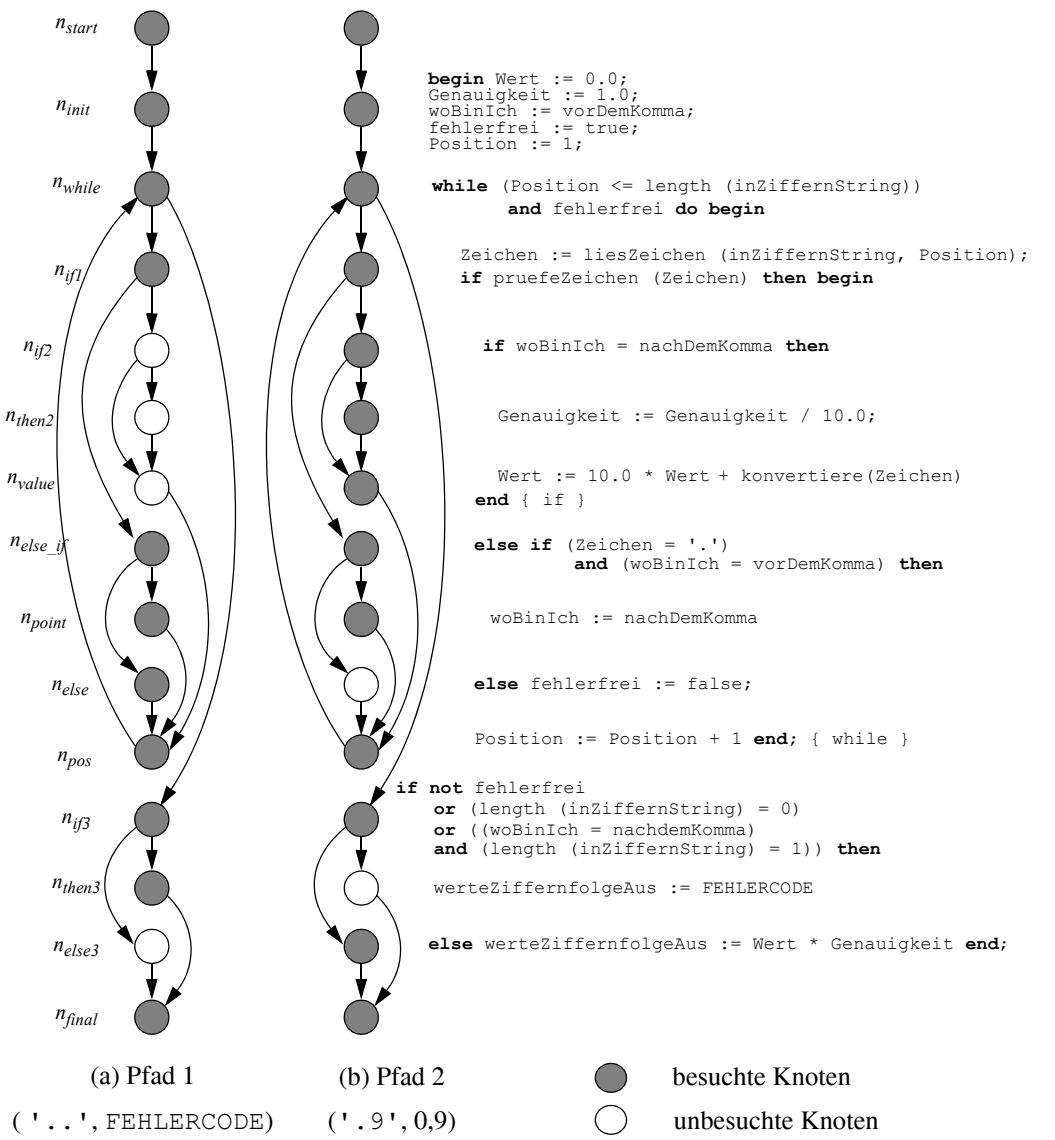 n_start
n_init
begin Wert := 0.0;
Genauigkeit := 1.0;
woBinIch := vorDemKomma;
fehlerfrei := true;
Position := 1;
n_while
while (Position <= length (inZiffernString))
and fehlerfrei do begin
n_if1
Zeichen := liesZeichen (inZiffernString, Position);
if pruefeZeichen (Zeichen) then begin
n_if2
if woBinIch = nachDemKomma then
n_then2
Genauigkeit := Genauigkeit / 10.0;
n_value
Wert := 10.0 * Wert + konvertiere(Zeichen)
end { if }
n_else_if
else if (Zeichen = '.')
and (woBinIch = vorDemKomma) then
n_point
woBinIch := nachDemKomma
n_else
else fehlerfrei := false;
n_pos
Position := Position + 1 end; { while }
if not fehlerfrei
n_if3
or (length (inZiffernString) = 0)
or ((woBinIch = nachdemKomma)
and (length (inZiffernString) = 1)) then
n_then3
werteZiffernfolgeAus := FEHLERCODE
n_else3
else werteZiffernfolgeAus := Wert * Genauigkeit end;
n_final
(a) Pfad 1
(b) Pfad 2
besuchte Knoten
( '..', FEHLERCODE)
('.9', 0,9)
unbesuchte Knoten